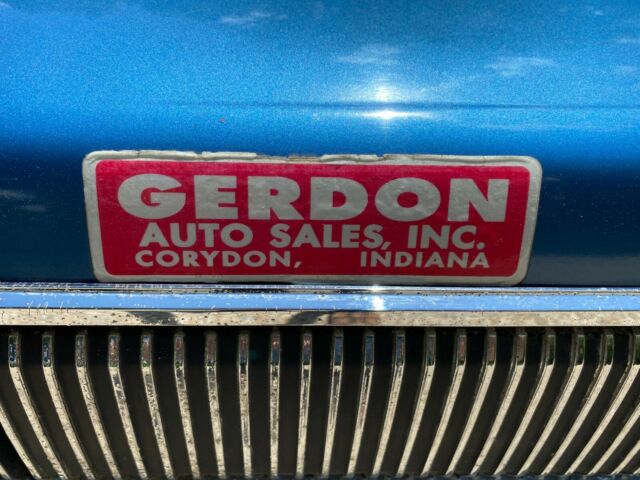 GERDON
AUTO SALES, INC.
CORYDON, INDIANA